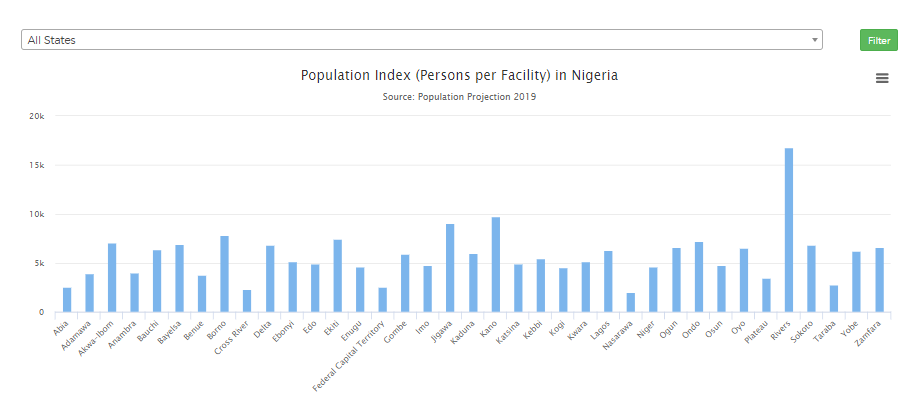 All States
Filter
Population Index (Persons per Facility) in Nigeria
Source: Population Projection 2019
20k
15k
10k
5k
0
Abia
Adamawa
Akwa-Ibom
Anambra
Bauchi
Bayelsa
Benue
Borno
Cross River
Delta
Ebonyi
Edo
Ekiti
Enugu
Federal Capital Territory
Gombe
Imo
Jigawa
Kaduna
Kano
Katsina
Kebbi
Kogi
Kwara
Lagos
Nasarawa
Niger
Ogun
Ondo
Osun
Oyo
Plateau
Rivers
Sokoto
Taraba
Yobe
Zamfara